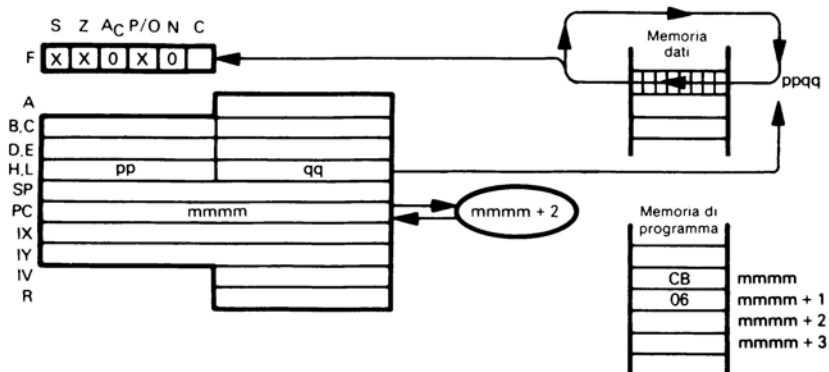 S Z AC P/O N C
F X X 0 X 0
Memoria
dati
ppqq
A
B,C
D,E
H,L pp qq
SP
PC mmmm
mmmm + 2
IX
IY
IV
R
Memoria di
programma
CB mmmm
06 mmmm + 1
mmmm + 2
mmmm + 3